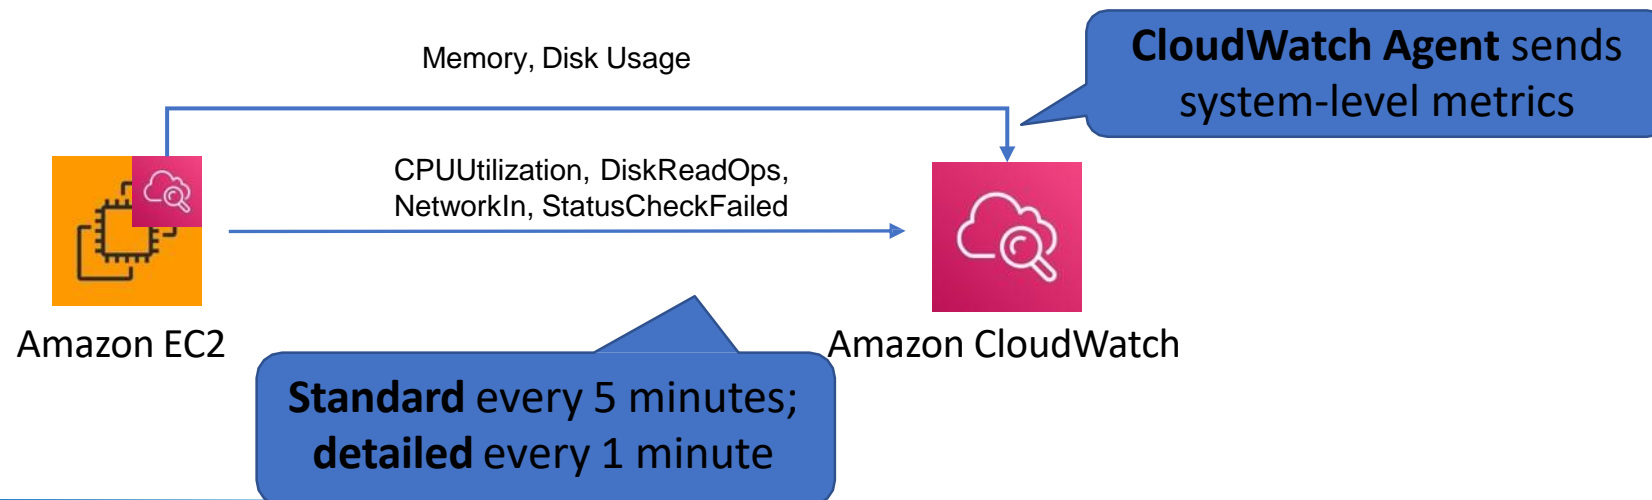 Memory, Disk Usage
CloudWatch Agent sends
system-level metrics
CPUUtilization, DiskReadOps,
NetworkIn, StatusCheckFailed
Amazon EC2
Amazon CloudWatch
Standard every 5 minutes;
detailed every 1 minute